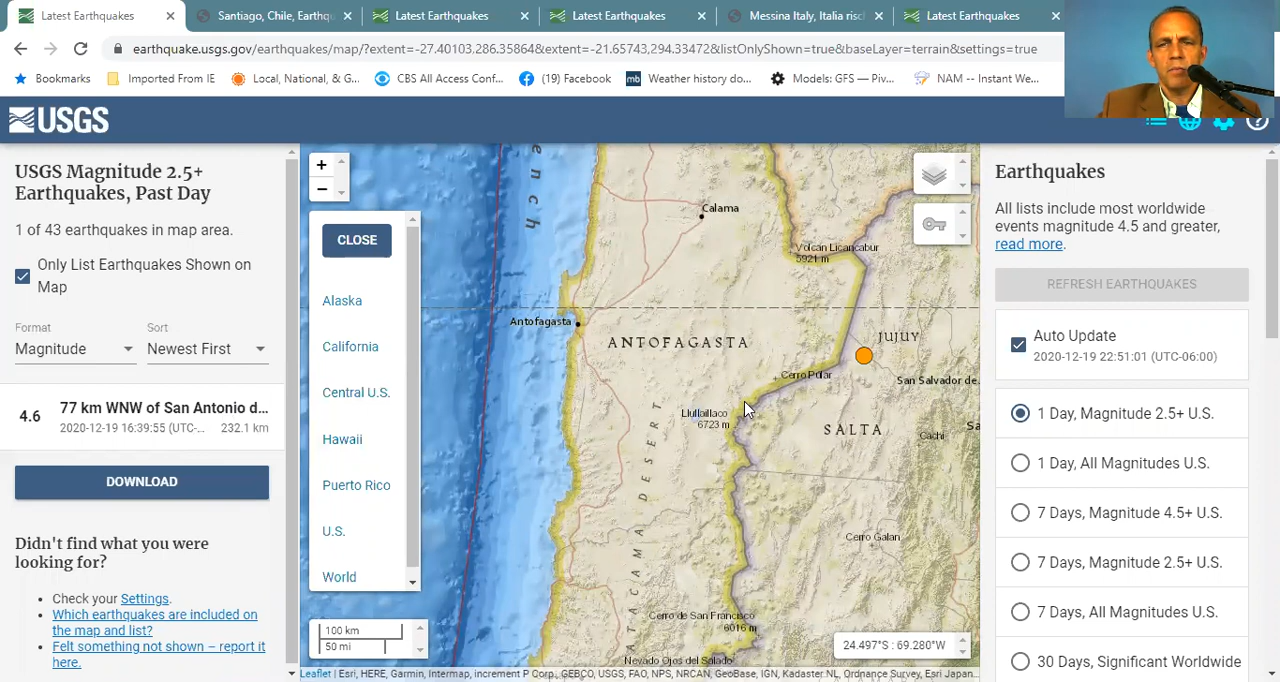 Latest Earthquakes
Santiago, Chile, Earthqu
Latest Earthquakes
Latest Earthquakes
Messina Italy, Italia risch
Latest Earthquakes
earthquake.usgs.gov/earthquakes/map/?extent=-27.40103,286.35864&extent=-21.65743,294.33472&listOnlyShown=true&baseLayer=terrain&settings=true
Bookmarks
Imported From IE
Local, National, & G...
CBS All Access Conf...
(19) Facebook
mb
Weather history do...
Models: GFS — Piv...
NAM -- Instant We...
USGS
USGS Magnitude 2.5+
Earthquakes, Past Day
1 of 43 earthquakes in map area.
Only List Earthquakes Shown on
Map
Format
Sort
Magnitude
Newest First
4.6
77 km WNW of San Antonio d...
2020-12-19 16:39:55 (UTC-...
232.1 km
DOWNLOAD
Didn't find what you were
looking for?
• Check your Settings.
• Which earthquakes are included on
the map and list?
• Felt something not shown – report it
here.
+
−
CLOSE
Alaska
California
Central U.S.
Hawaii
Puerto Rico
U.S.
World
100 km
50 mi
ench
Calama
Volcan Licancabur
5921 m
Antofagasta
ANTOFAGASTA
JUJUY
Cerro Pular
San Salvador de.
Llullaillaco
6723 m
SALTA
Cachi
Sa
ATACAMA DESERT
Cerro Galan
Cerro de San Francisco
6016 m
Nevado Ojos del Salado
24.497°S : 69.280°W
Leaflet | Esri, HERE, Garmin, Intermap, increment P Corp., GEBCO, USGS, FAO, NPS, NRCAN, GeoBase, IGN, Kadaster NL, Ordnance Survey, Esri Japan...
Earthquakes
All lists include most worldwide
events magnitude 4.5 and greater,
read more.
REFRESH EARTHQUAKES
Auto Update
2020-12-19 22:51:01 (UTC-06:00)
1 Day, Magnitude 2.5+ U.S.
1 Day, All Magnitudes U.S.
7 Days, Magnitude 4.5+ U.S.
7 Days, Magnitude 2.5+ U.S.
7 Days, All Magnitudes U.S.
30 Days, Significant Worldwide